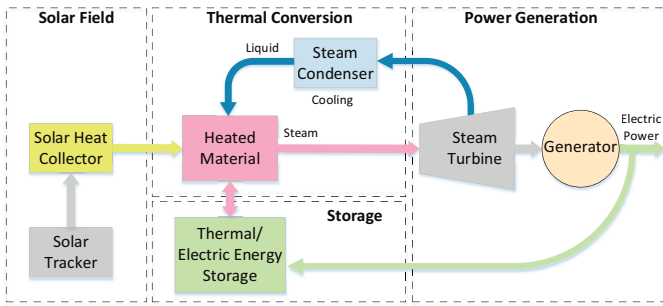 Solar Field
Thermal Conversion
Power Generation
Liquid
Steam
Condenser
Cooling
Electric
Power
Solar Heat
Collector
Heated
Material
Steam
Steam
Turbine
Generator
Storage
Solar
Tracker
Thermal/
Electric Energy
Storage